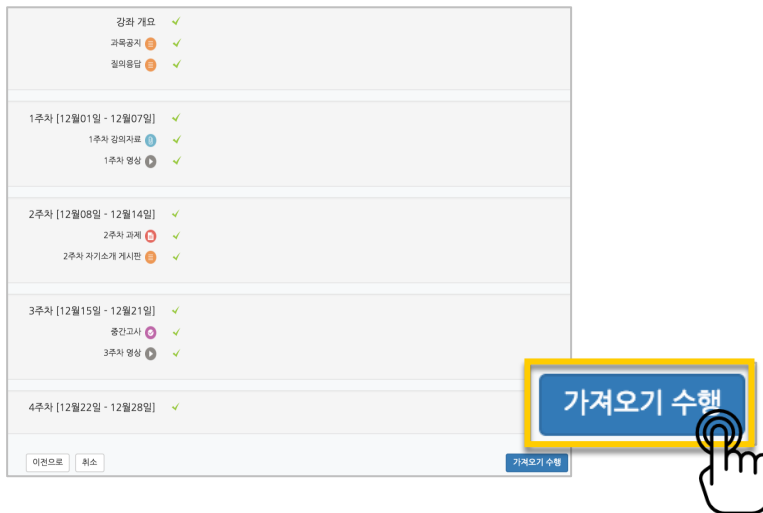 강좌 개요
과목공지
질의응답
1주차 [12월01일 - 12월07일]
1주차 강의자료
1주차 영상
2주차 [12월08일 - 12월14일]
2주차 과제
2주차 자기소개 게시판
3주차 [12월15일 - 12월21일]
중간고사
3주차 영상
4주차 [12월22일 - 12월28일]
가져오기 수행
이전으로 취소 가져오기 수행